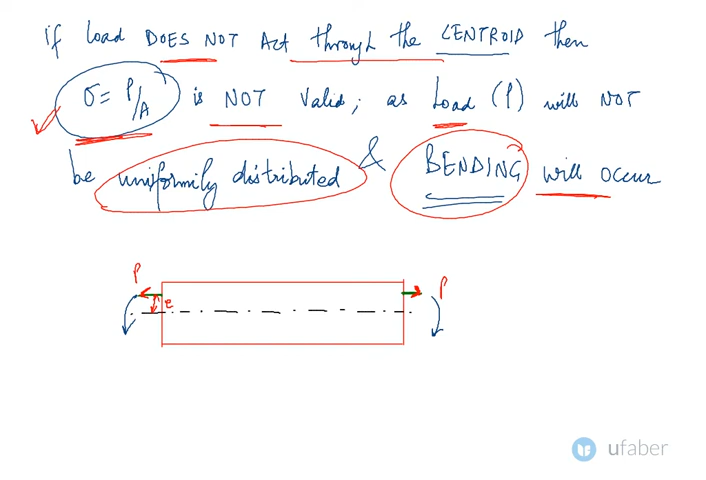 if load DOES NOT Act through the CENTROID then
σ = P/A is NOT valid; as Load (P) will NOT
be uniformily distributed & BENDING will occur
P
P
e
ufaber